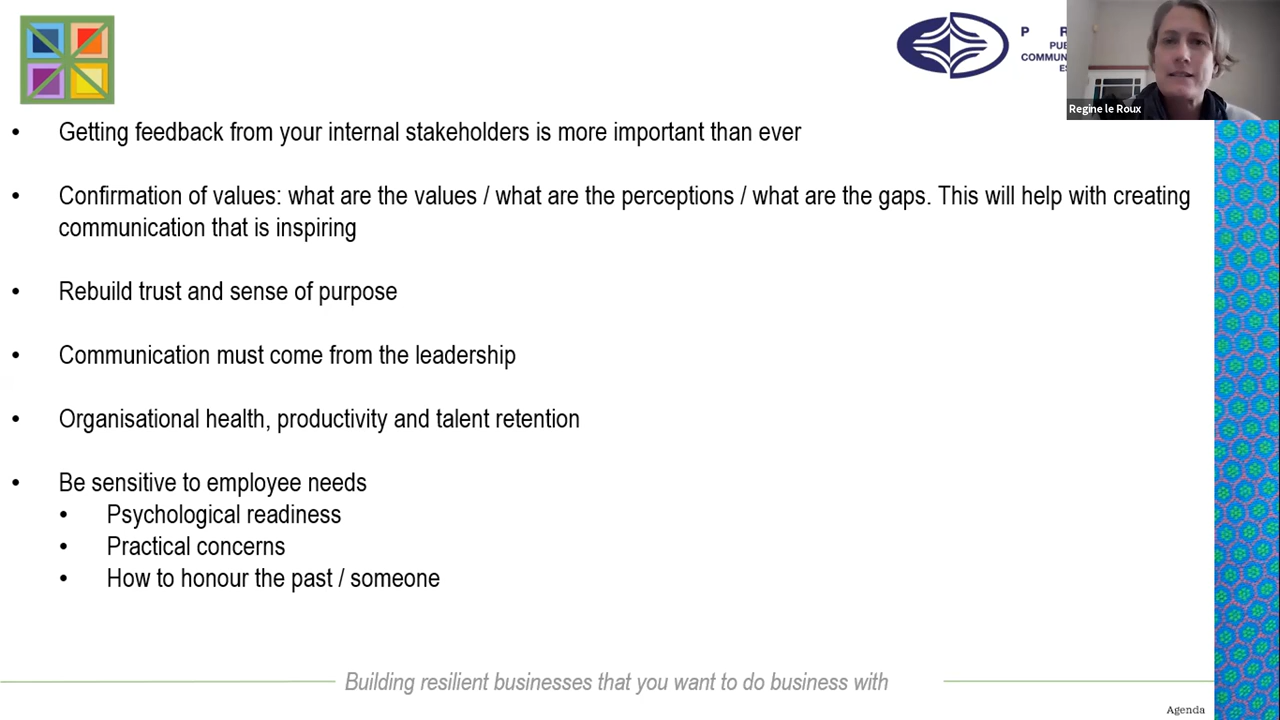 P R
PUB
COMMUN
ES
Regine le Roux
• Getting feedback from your internal stakeholders is more important than ever
• Confirmation of values: what are the values / what are the perceptions / what are the gaps. This will help with creating
communication that is inspiring
• Rebuild trust and sense of purpose
• Communication must come from the leadership
• Organisational health, productivity and talent retention
• Be sensitive to employee needs
• Psychological readiness
• Practical concerns
• How to honour the past / someone
Building resilient businesses that you want to do business with
Agenda